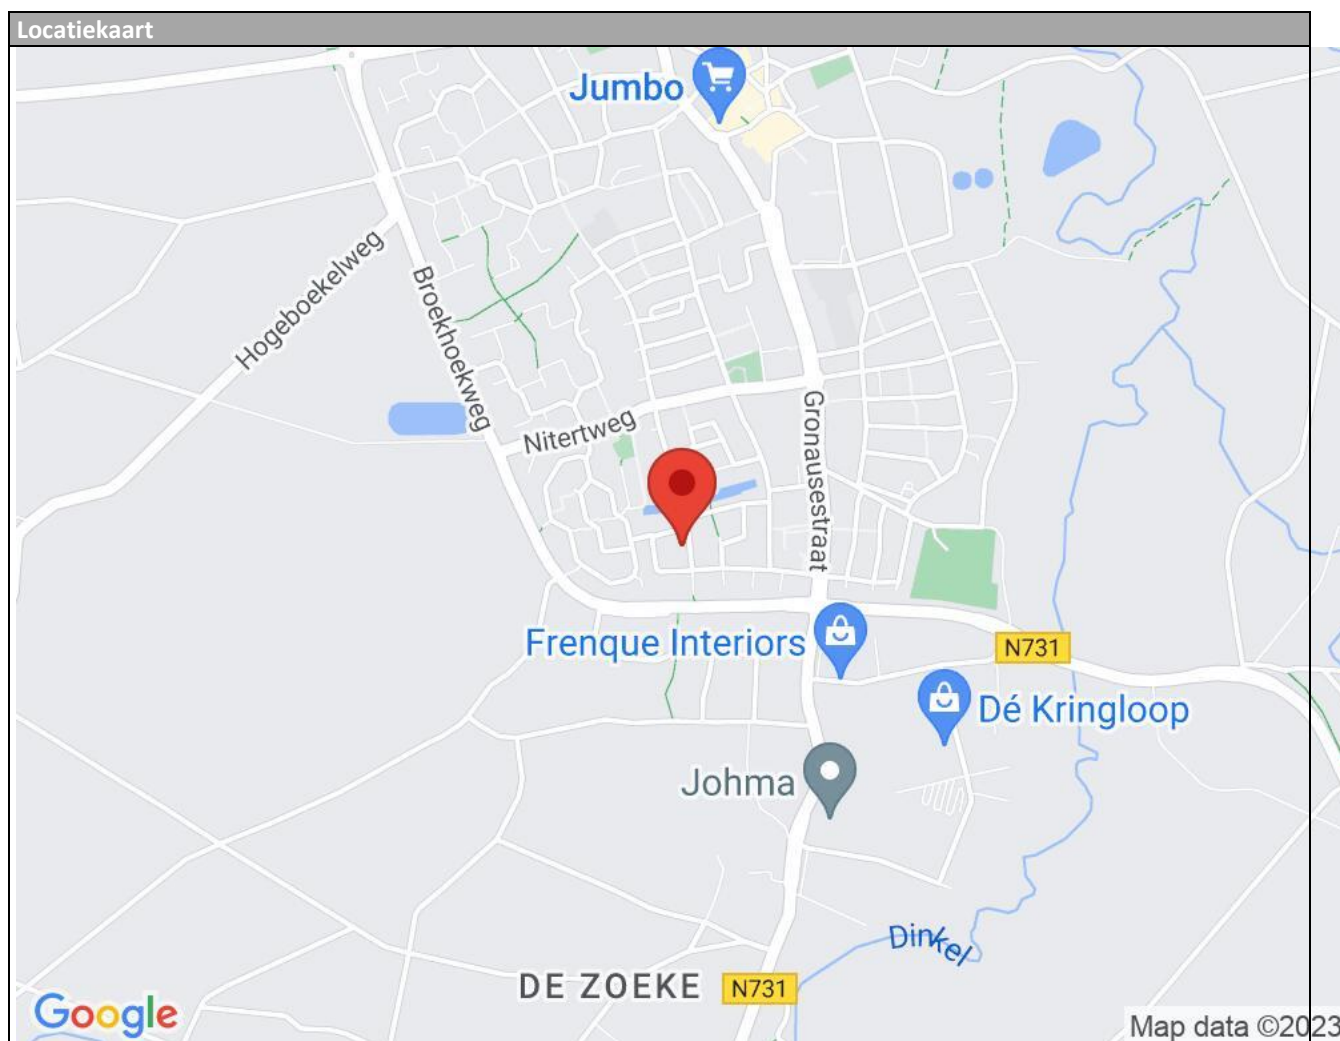 Locatiekaart
Jumbo
Hogeboekelweg
Broekhoekweg
Nitertweg
Gronausestraat
Frenque Interiors
N731
Dé Kringloop
Johma
Dinkel
DE ZOEKE
N731
Google
Map data ©2023